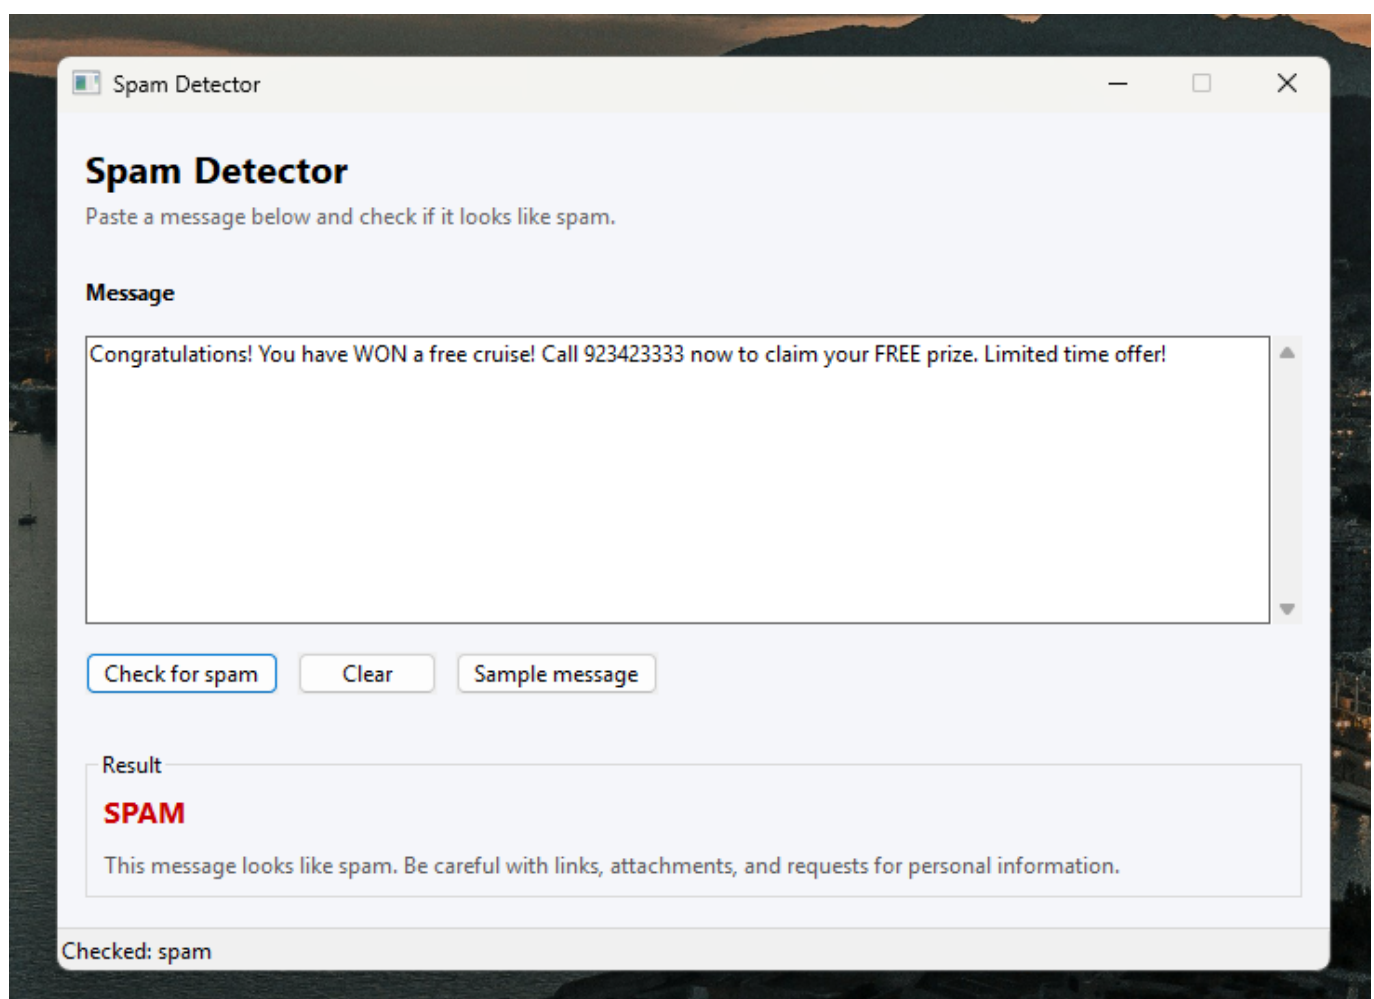 Spam Detector
Spam Detector
Paste a message below and check if it looks like spam.
Message
Congratulations! You have WON a free cruise! Call 923423333 now to claim your FREE prize. Limited time offer!
Check for spam
Clear
Sample message
Result
SPAM
This message looks like spam. Be careful with links, attachments, and requests for personal information.
Checked: spam